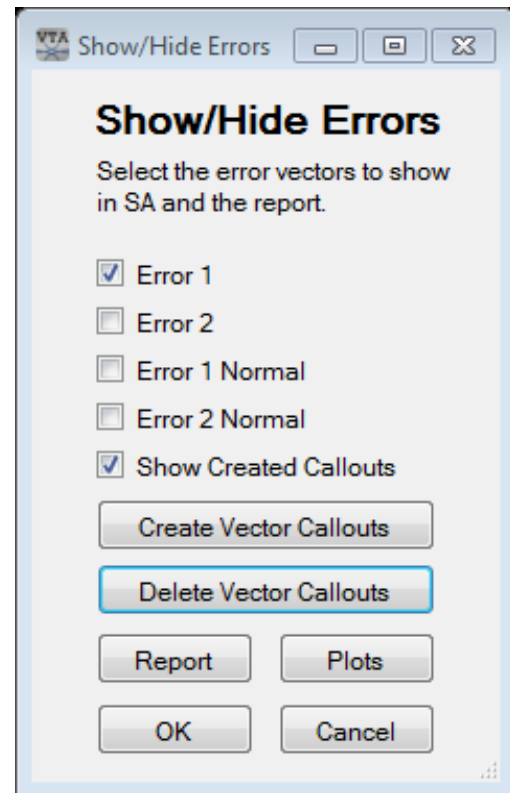 VTA
Show/Hide Errors
Show/Hide Errors
Select the error vectors to show
in SA and the report.
Error 1
Error 2
Error 1 Normal
Error 2 Normal
Show Created Callouts
Create Vector Callouts
Delete Vector Callouts
Report
Plots
OK
Cancel